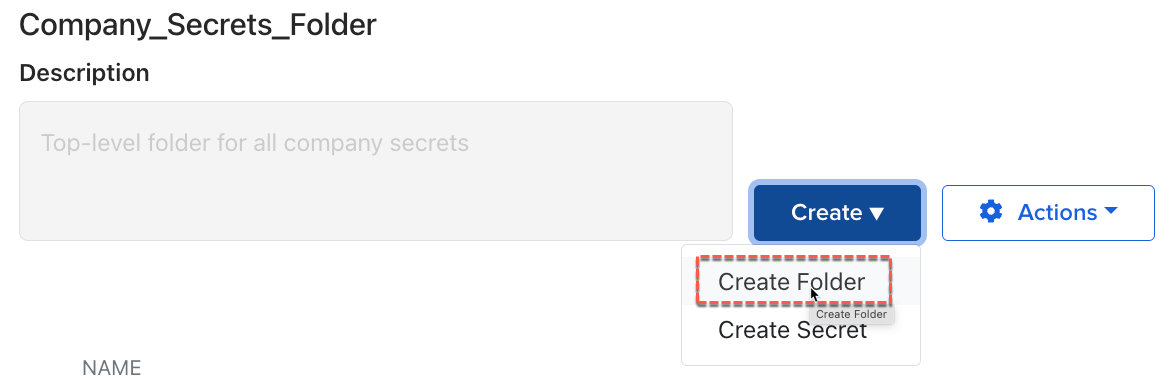 Company_Secrets_Folder
Description
Top-level folder for all company secrets
Create ▼
Actions
Create Folder
Create Folder
Create Secret
NAME